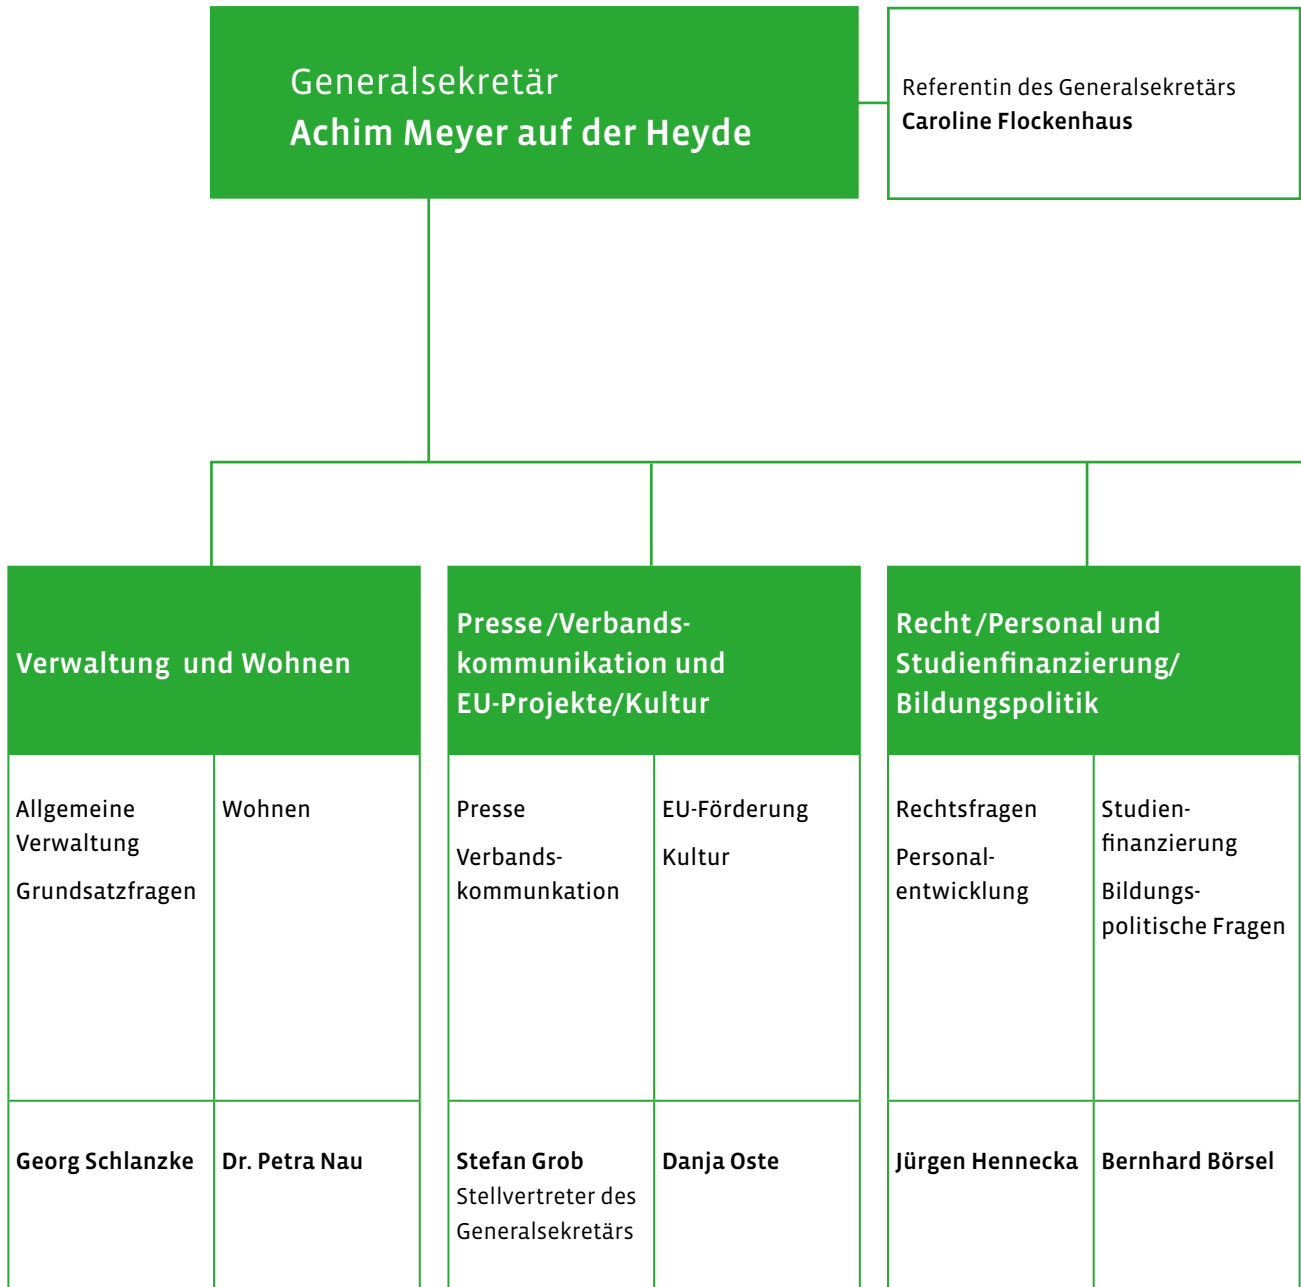 Generalsekretär
Achim Meyer auf der Heyde
Referentin des Generalsekretärs
Caroline Flockenhaus
Verwaltung und Wohnen
Presse/Verbands-
kommunikation und
EU-Projekte/Kultur
Recht/Personal und
Studienfinanzierung/
Bildungspolitik
Allgemeine
Verwaltung
Grundsatzfragen
Wohnen
Presse
Verbands-
kommunkation
EU-Förderung
Kultur
Rechtsfragen
Personal-
entwicklung
Studien-
finanzierung
Bildungs-
politische Fragen
Georg Schlanzke
Dr. Petra Nau
Stefan Grob
Stellvertreter des
Generalsekretärs
Danja Oste
Jürgen Hennecka
Bernhard Börsel